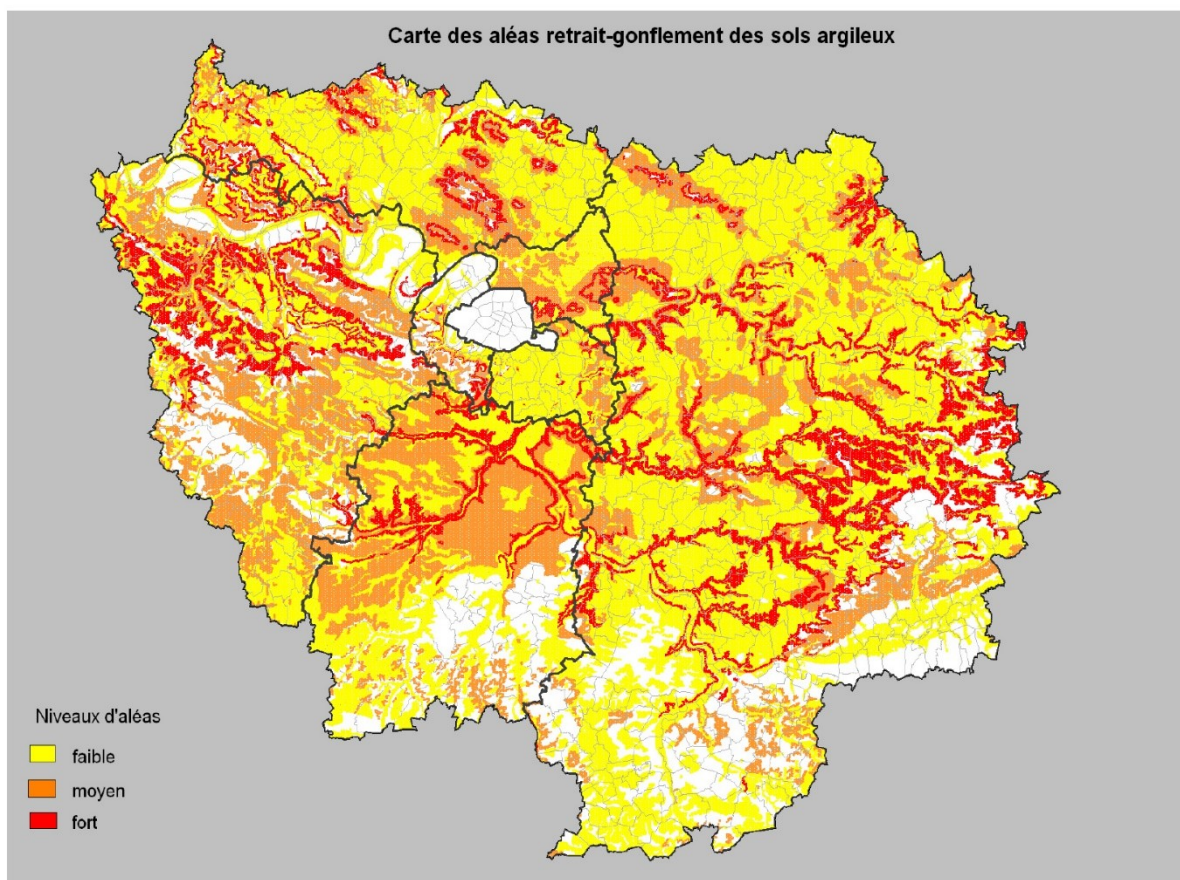 Carte des aléas retrait-gonflement des sols argileux
Niveaux d'aléas
faible
moyen
fort